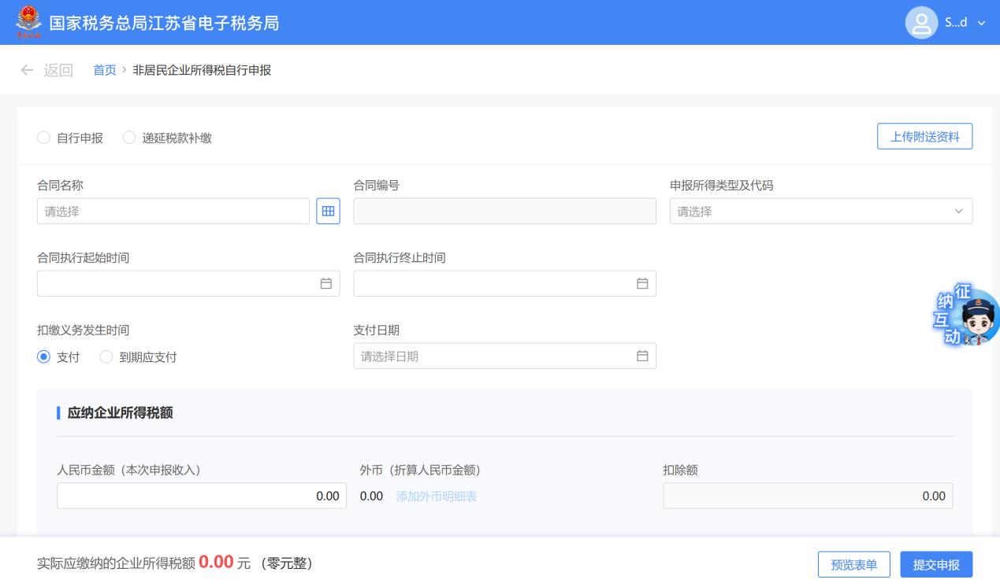 国家税务总局江苏省电子税务局
S...d
返回 首页 > 非居民企业所得税自行申报
自行申报 递延税款补缴 上传附送资料
合同名称 合同编号 申报所得类型及代码
请选择 请选择
合同执行起始时间 合同执行终止时间
扣缴义务发生时间 支付日期
支付 到期应支付 请选择日期
征纳互动
应纳企业所得税额
人民币金额（本次申报收入） 外币（折算人民币金额） 扣除额
0.00 0.00 添加外币明细表 0.00
实际应缴纳的企业所得税额 0.00 元 （零元整） 预览表单 提交申报